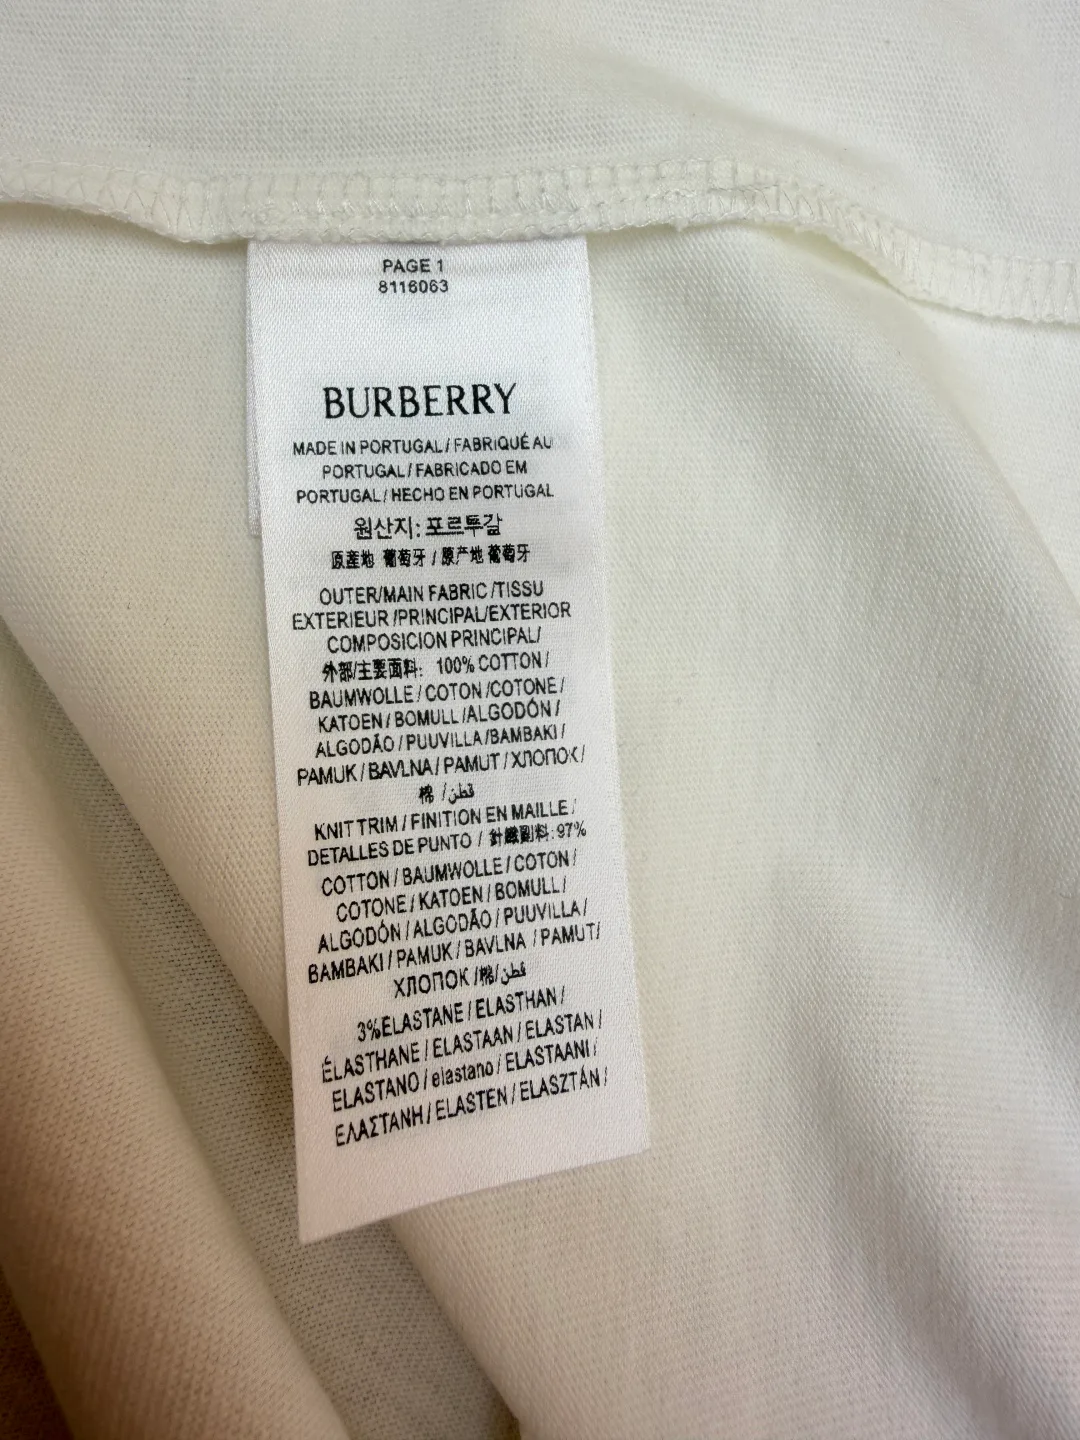 PAGE 1
8116063
BURBERRY
MADE IN PORTUGAL / FABRIQUÉ AU
PORTUGAL / FABRICADO EM
PORTUGAL / HECHO EN PORTUGAL
원산지: 포르투갈
原産地 葡萄牙 / 原产地 葡萄牙
OUTER/MAIN FABRIC /TISSU
EXTERIEUR /PRINCIPAL/EXTERIOR
COMPOSICION PRINCIPAL/
外部/主要面料: 100% COTTON /
BAUMWOLLE / COTON /COTONE /
KATOEN / BOMULL /ALGODÓN /
ALGODÃO / PUUVILLA /BAMBAKI /
PAMUK / BAVLNA / PAMUT / ХЛОПОК /
棉 / قطن
KNIT TRIM / FINITION EN MAILLE /
DETALLES DE PUNTO / 針織副料: 97%
COTTON / BAUMWOLLE / COTON /
COTONE / KATOEN / BOMULL /
ALGODÓN / ALGODÃO / PUUVILLA /
BAMBAKI / PAMUK / BAVLNA / PAMUT/
ХЛОПОК /棉/ قطن
3%ELASTANE / ELASTHAN /
ÉLASTHANE / ELASTAAN / ELASTAN /
ELASTANO / elastano / ELASTAANI /
ΕΛΑΣΤΑΝΗ / ELASTEN / ELASZTÁN /